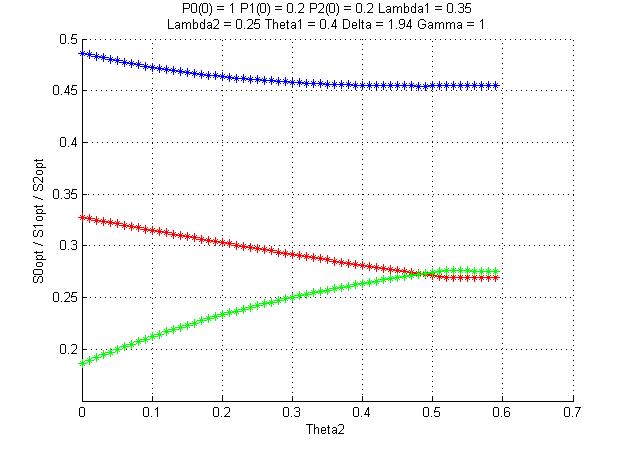 P0(0) = 1 P1(0) = 0.2 P2(0) = 0.2 Lambda1 = 0.35
Lambda2 = 0.25 Theta1 = 0.4 Delta = 1.94 Gamma = 1
0.5
0.45
0.4
0.35
0.3
0.25
0.2
S0opt / S1opt / S2opt
0 0.1 0.2 0.3 0.4 0.5 0.6 0.7
Theta2